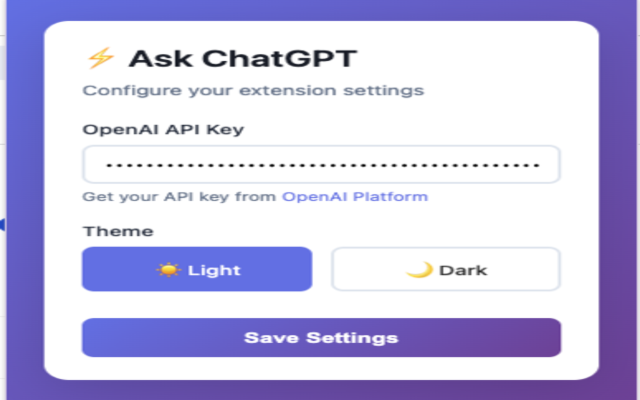 ⚡ Ask ChatGPT
Configure your extension settings
OpenAI API Key
Get your API key from OpenAI Platform
Theme
☀️ Light
🌙 Dark
Save Settings